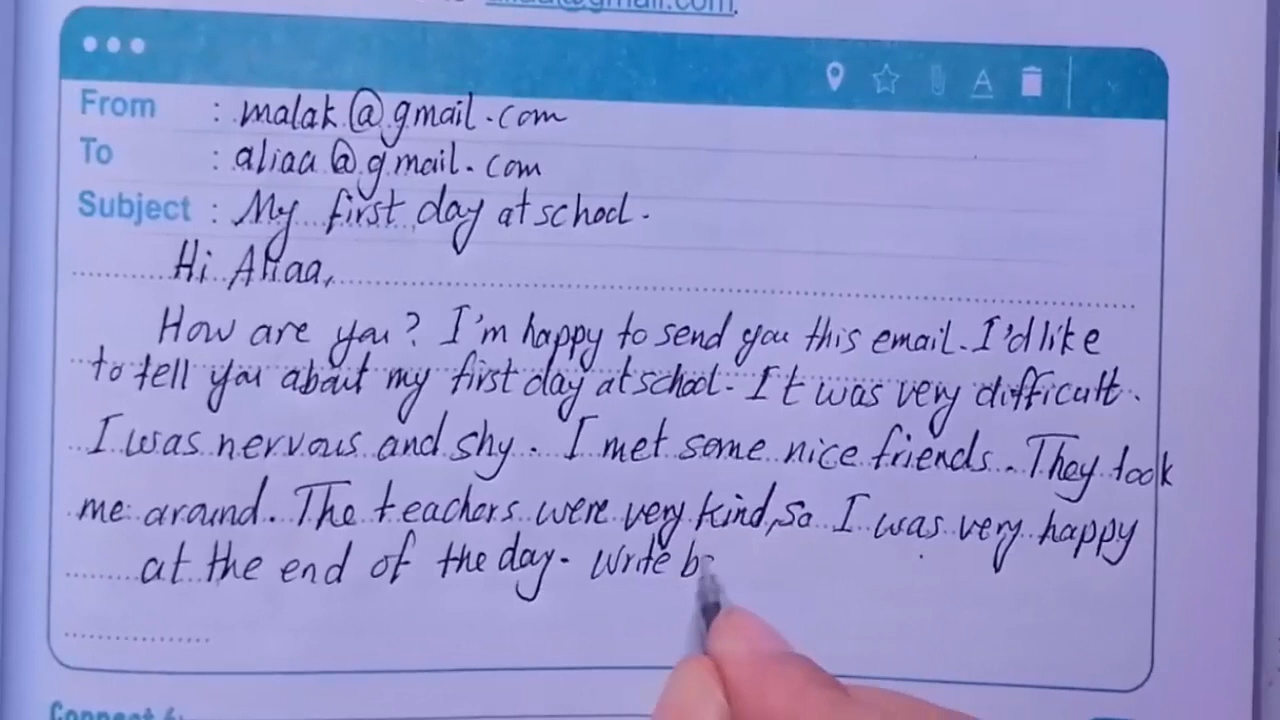 From : malak@gmail.com
To : aliaa@gmail.com
Subject : My first day at school.
Hi Aliaa,
How are you? I'm happy to send you this email. I'd like
to tell you about my first day at school. It was very difficult.
I was nervous and shy. I met some nice friends. They took
me around. The teachers were very kind, so I was very happy
at the end of the day. Write b